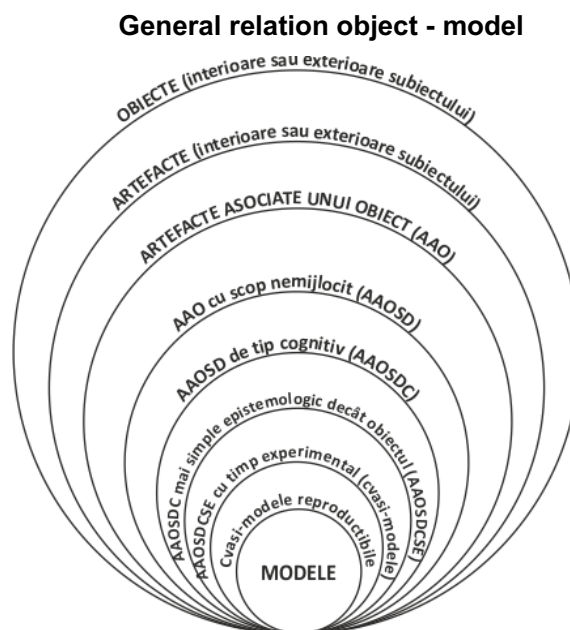 General relation object - model
OBIECTE (interioare sau exterioare subiectului)
ARTEFACTE (interioare sau exterioare subiectului)
ARTEFACTE ASOCIATE UNUI OBIECT (AAO)
AAO cu scop nemijlocit (AAOSD)
AAOSD de tip cognitiv (AAOSDC)
AAOSDC mai simple epistemologic decât obiectul (AAOSDCSE)
AAOSDCSE cu timp experimental (cvasi-modele)
Cvasi-modele reproductibile
MODELE